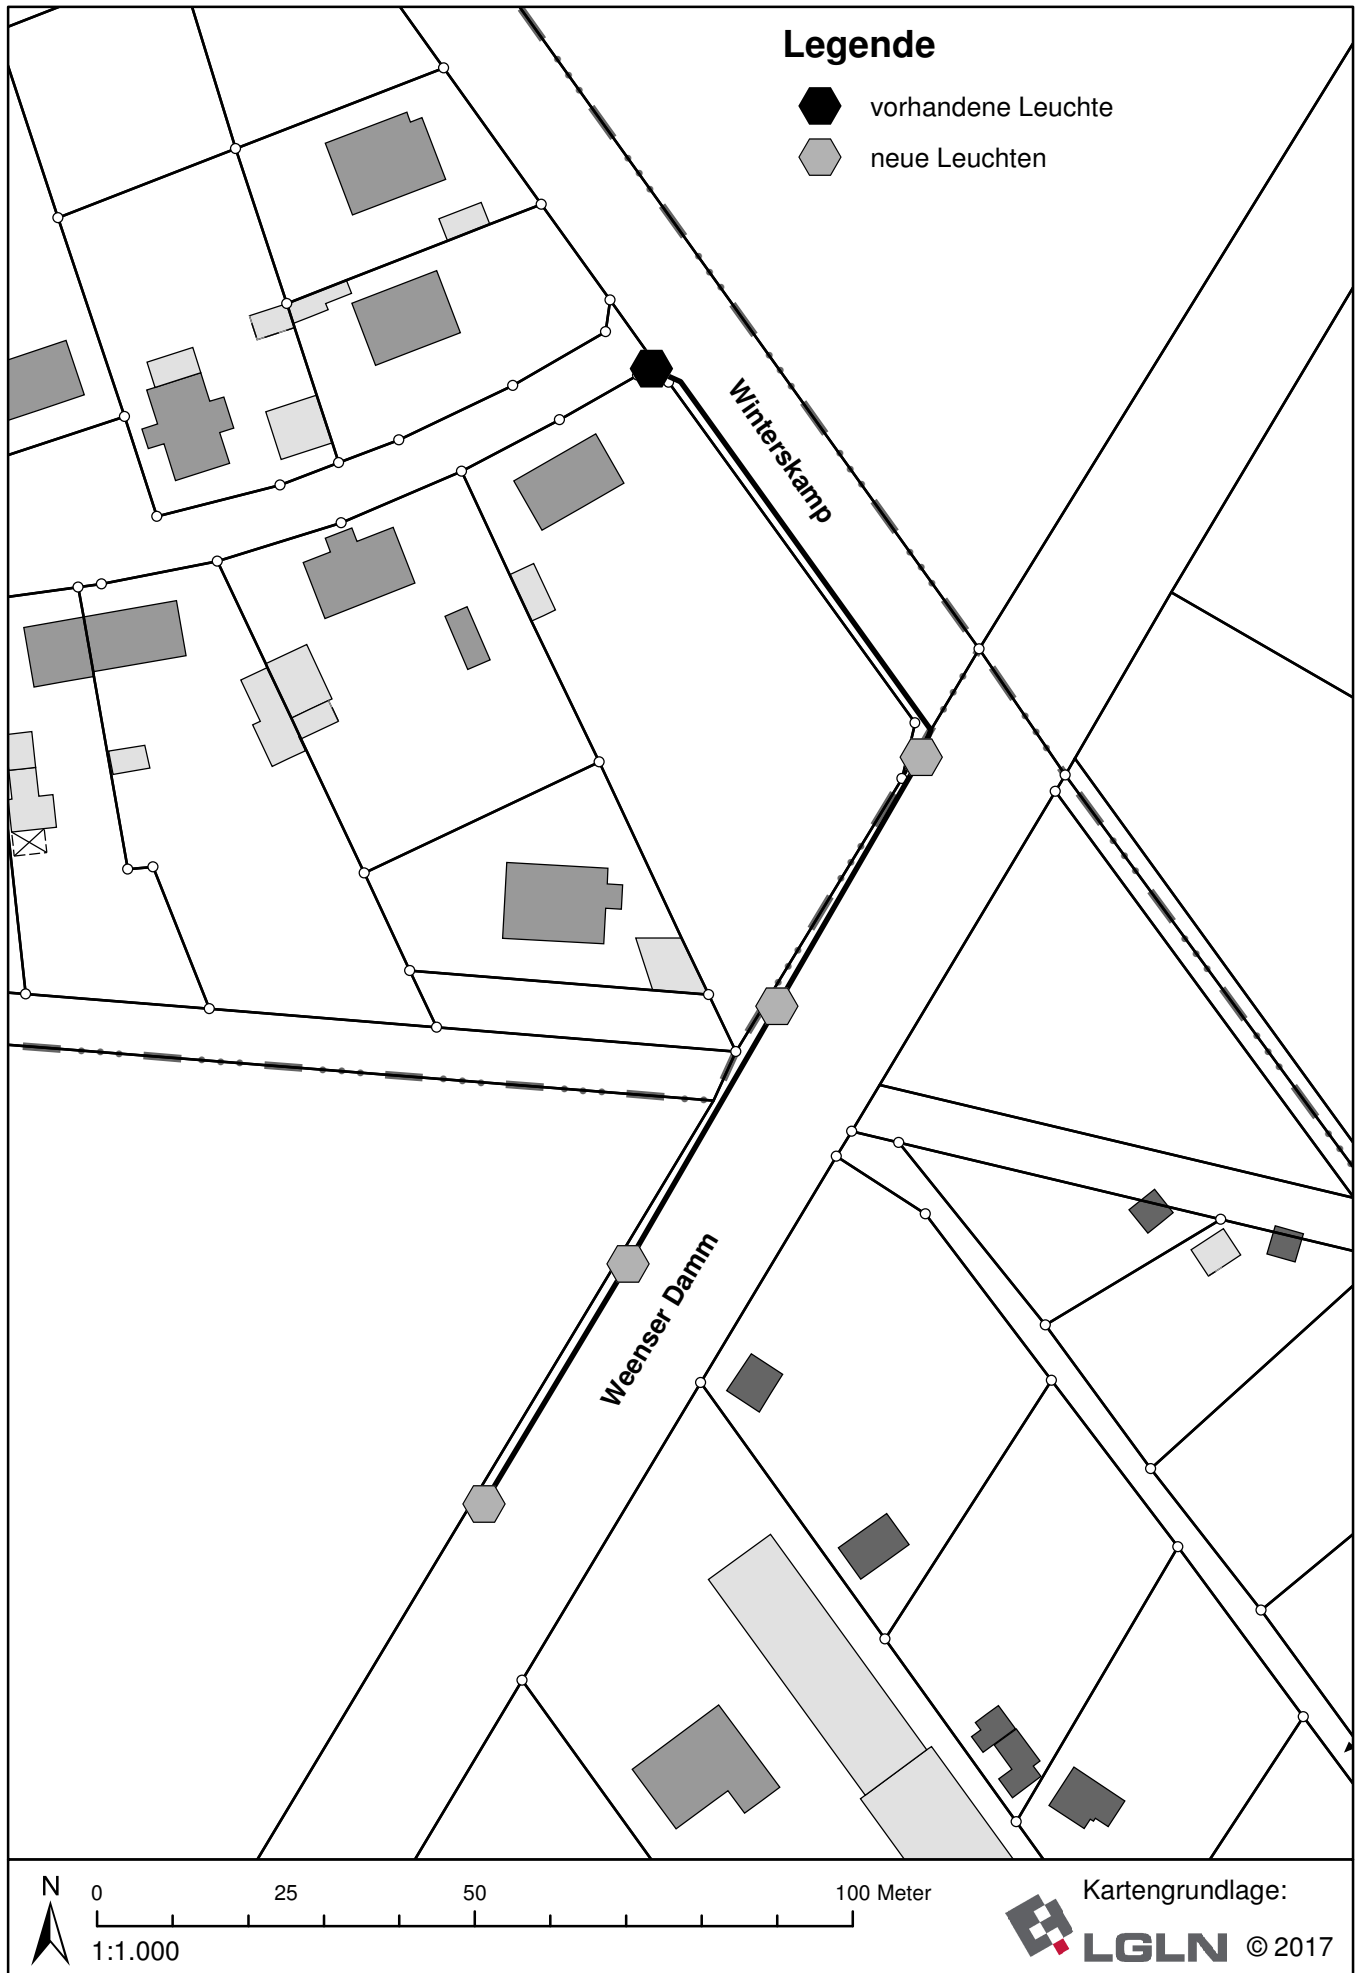 Legende
vorhandene Leuchte
neue Leuchten
Winterskamp
Weenser Damm
N
0 25 50 100 Meter
1:1.000
Kartengrundlage:
LGLN © 2017